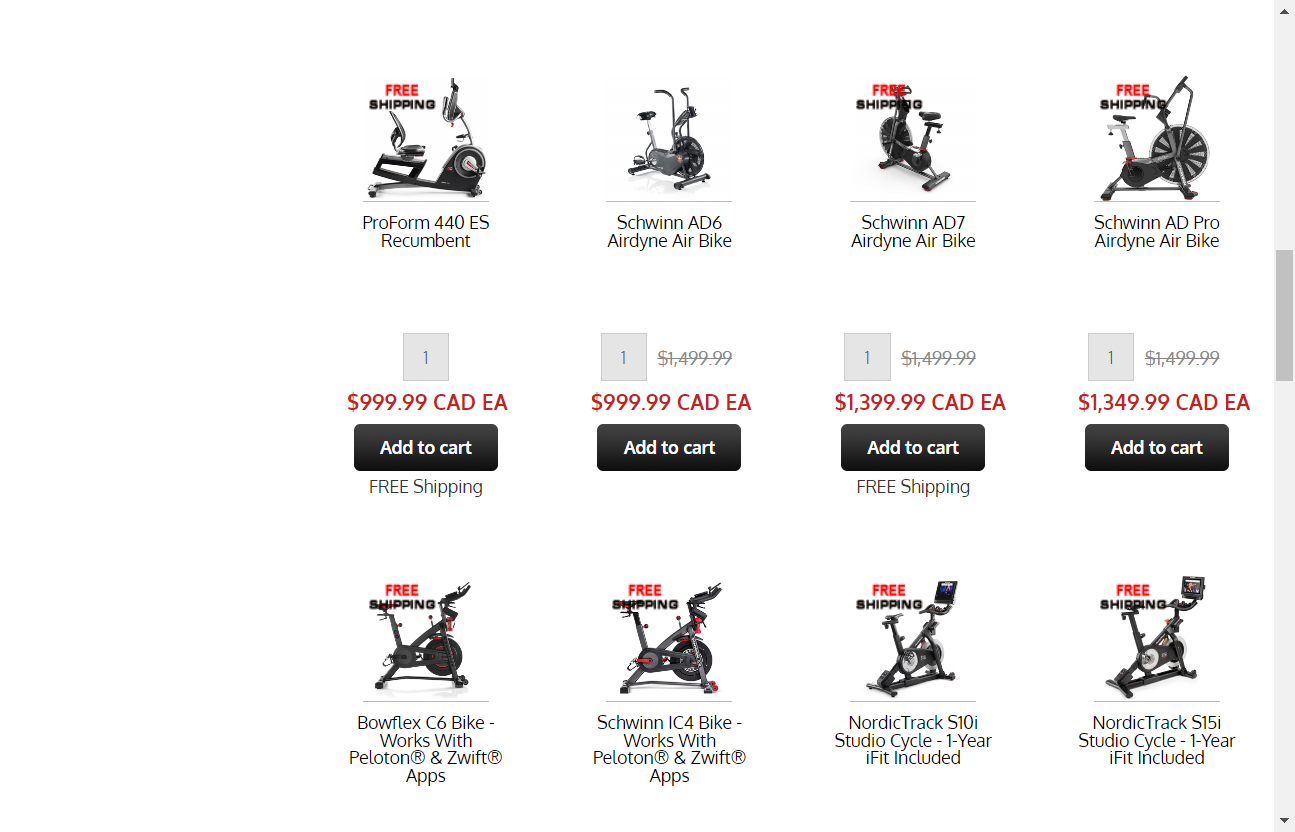 FREE
SHIPPING
FREE
SHIPPING
FREE
SHIPPING
ProForm 440 ES
Recumbent
Schwinn AD6
Airdyne Air Bike
Schwinn AD7
Airdyne Air Bike
Schwinn AD Pro
Airdyne Air Bike
1
1 $1,499.99
1 $1,499.99
1 $1,499.99
$999.99 CAD EA
$999.99 CAD EA
$1,399.99 CAD EA
$1,349.99 CAD EA
Add to cart
Add to cart
Add to cart
Add to cart
FREE Shipping
FREE Shipping
FREE
SHIPPING
FREE
SHIPPING
FREE
SHIPPING
FREE
SHIPPING
Bowflex C6 Bike -
Works With
Peloton® & Zwift®
Apps
Schwinn IC4 Bike -
Works With
Peloton® & Zwift®
Apps
NordicTrack S10i
Studio Cycle - 1-Year
iFit Included
NordicTrack S15i
Studio Cycle - 1-Year
iFit Included